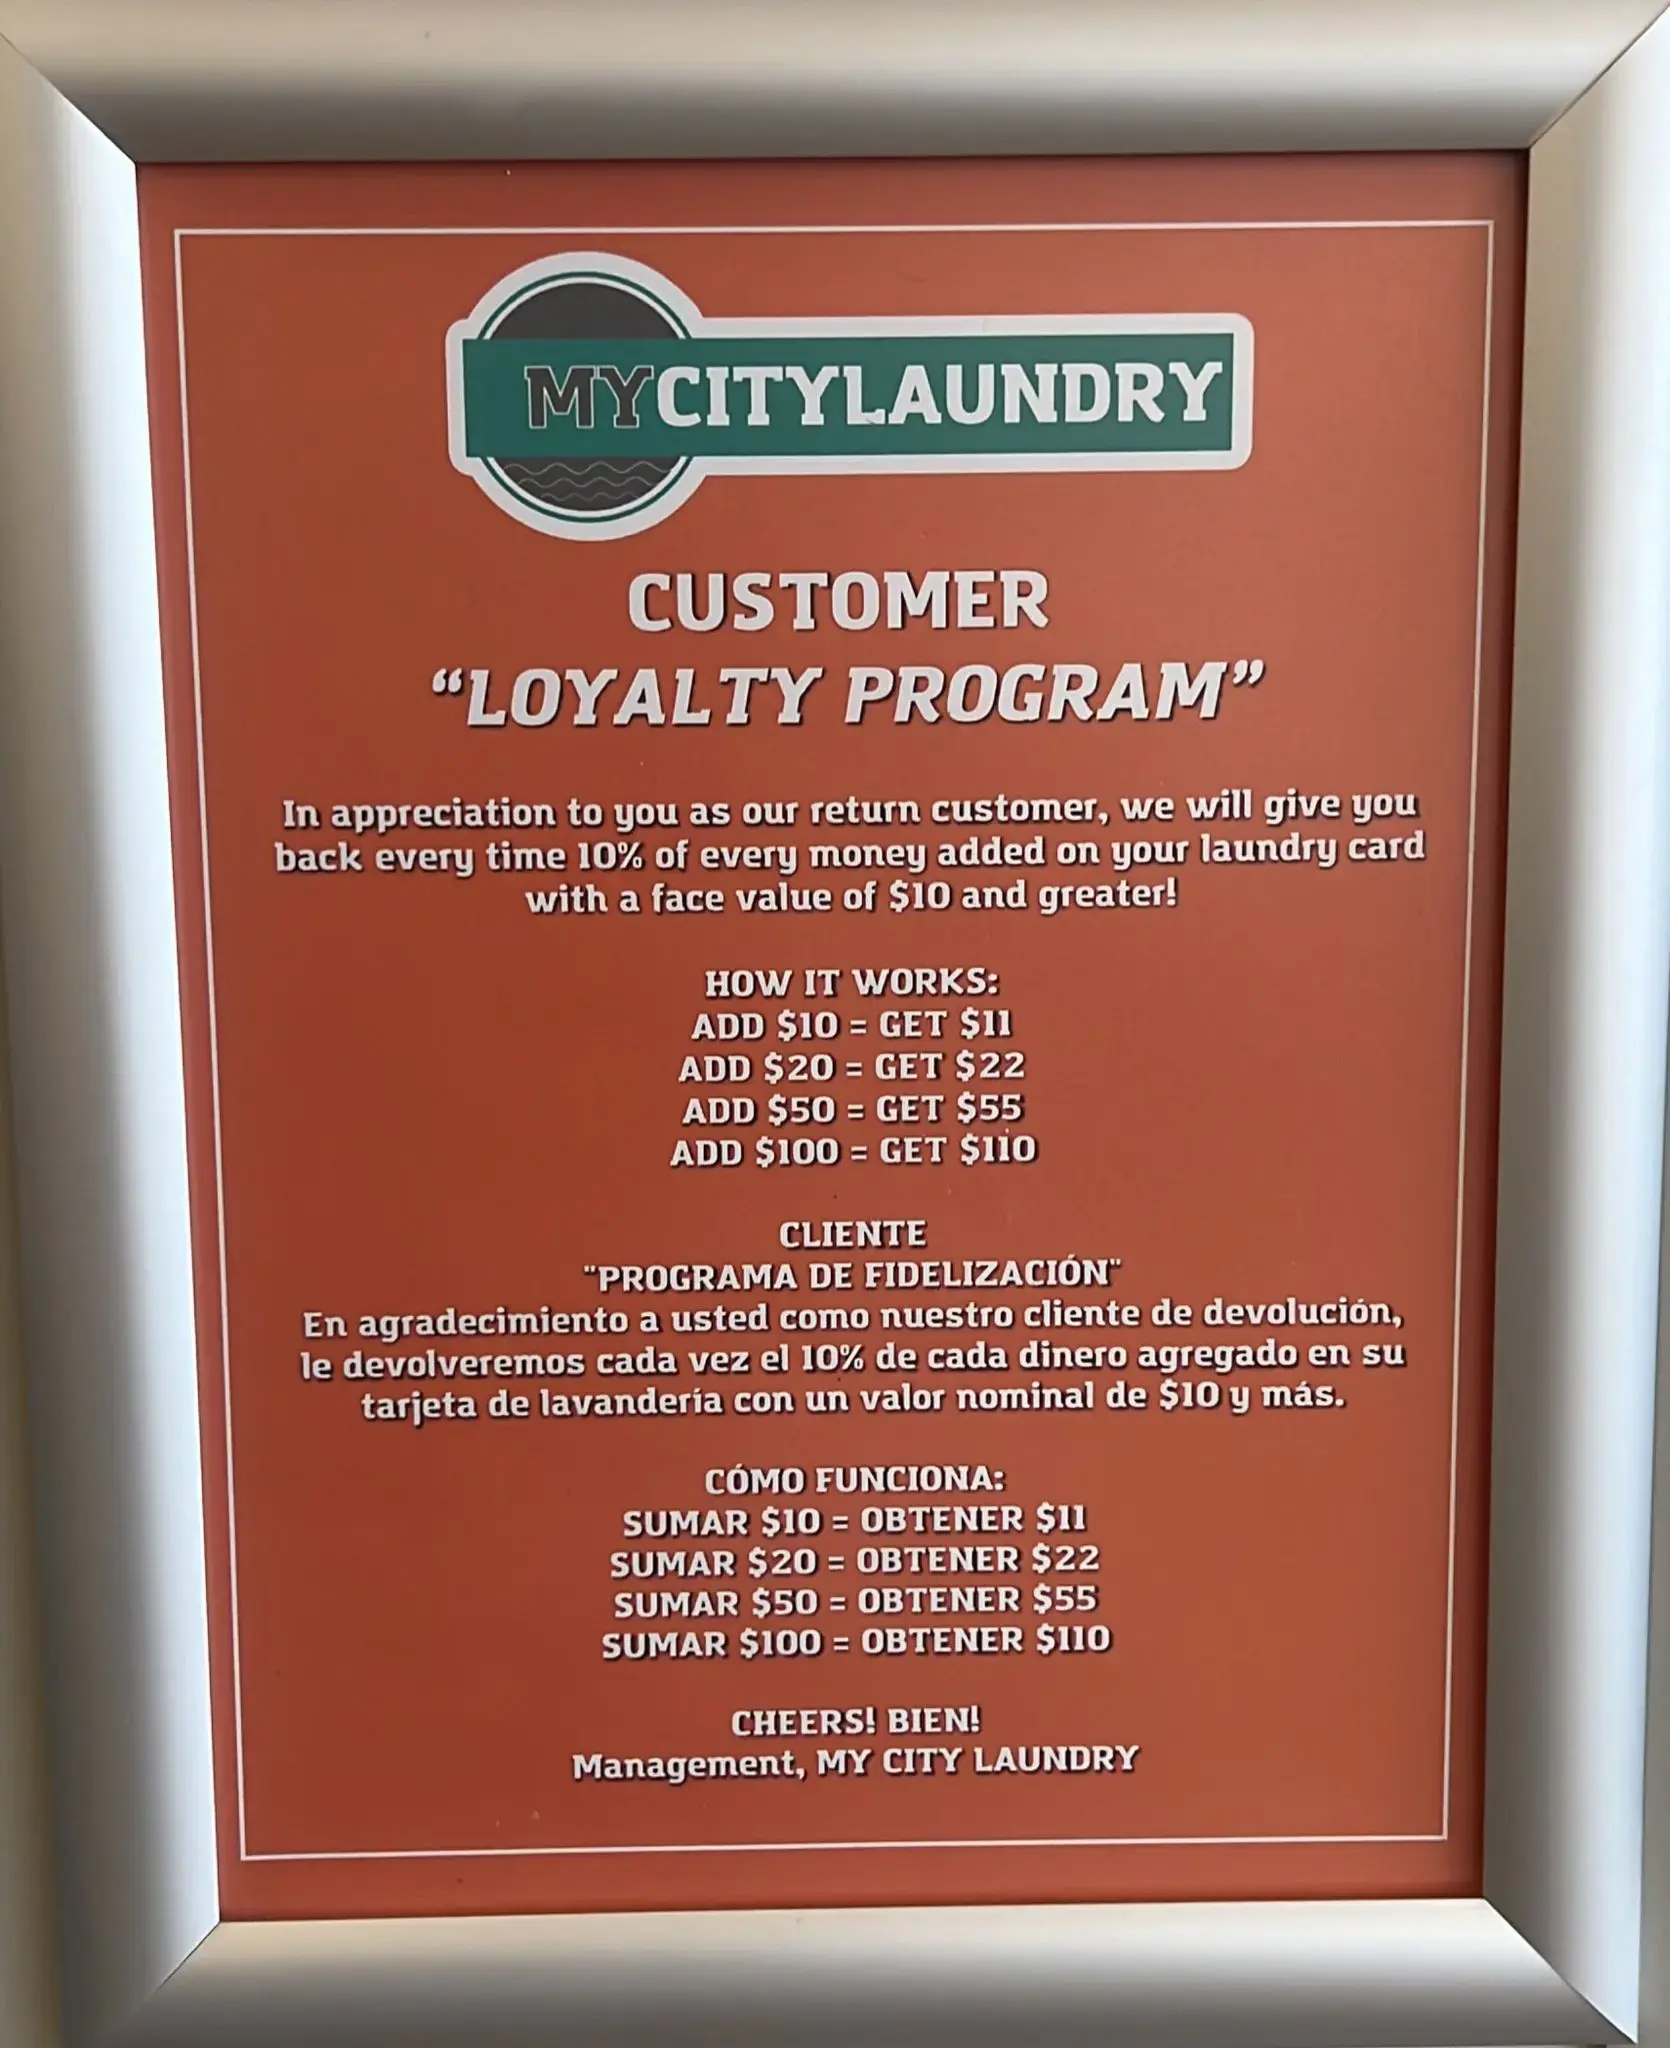 MYCITYLAUNDRY
CUSTOMER
“LOYALTY PROGRAM”
In appreciation to you as our return customer, we will give you
back every time 10% of every money added on your laundry card
with a face value of $10 and greater!
HOW IT WORKS:
ADD $10 = GET $11
ADD $20 = GET $22
ADD $50 = GET $55
ADD $100 = GET $110
CLIENTE
"PROGRAMA DE FIDELIZACIÓN"
En agradecimiento a usted como nuestro cliente de devolución,
le devolveremos cada vez el 10% de cada dinero agregado en su
tarjeta de lavandería con un valor nominal de $10 y más.
CÓMO FUNCIONA:
SUMAR $10 = OBTENER $11
SUMAR $20 = OBTENER $22
SUMAR $50 = OBTENER $55
SUMAR $100 = OBTENER $110
CHEERS! BIEN!
Management, MY CITY LAUNDRY